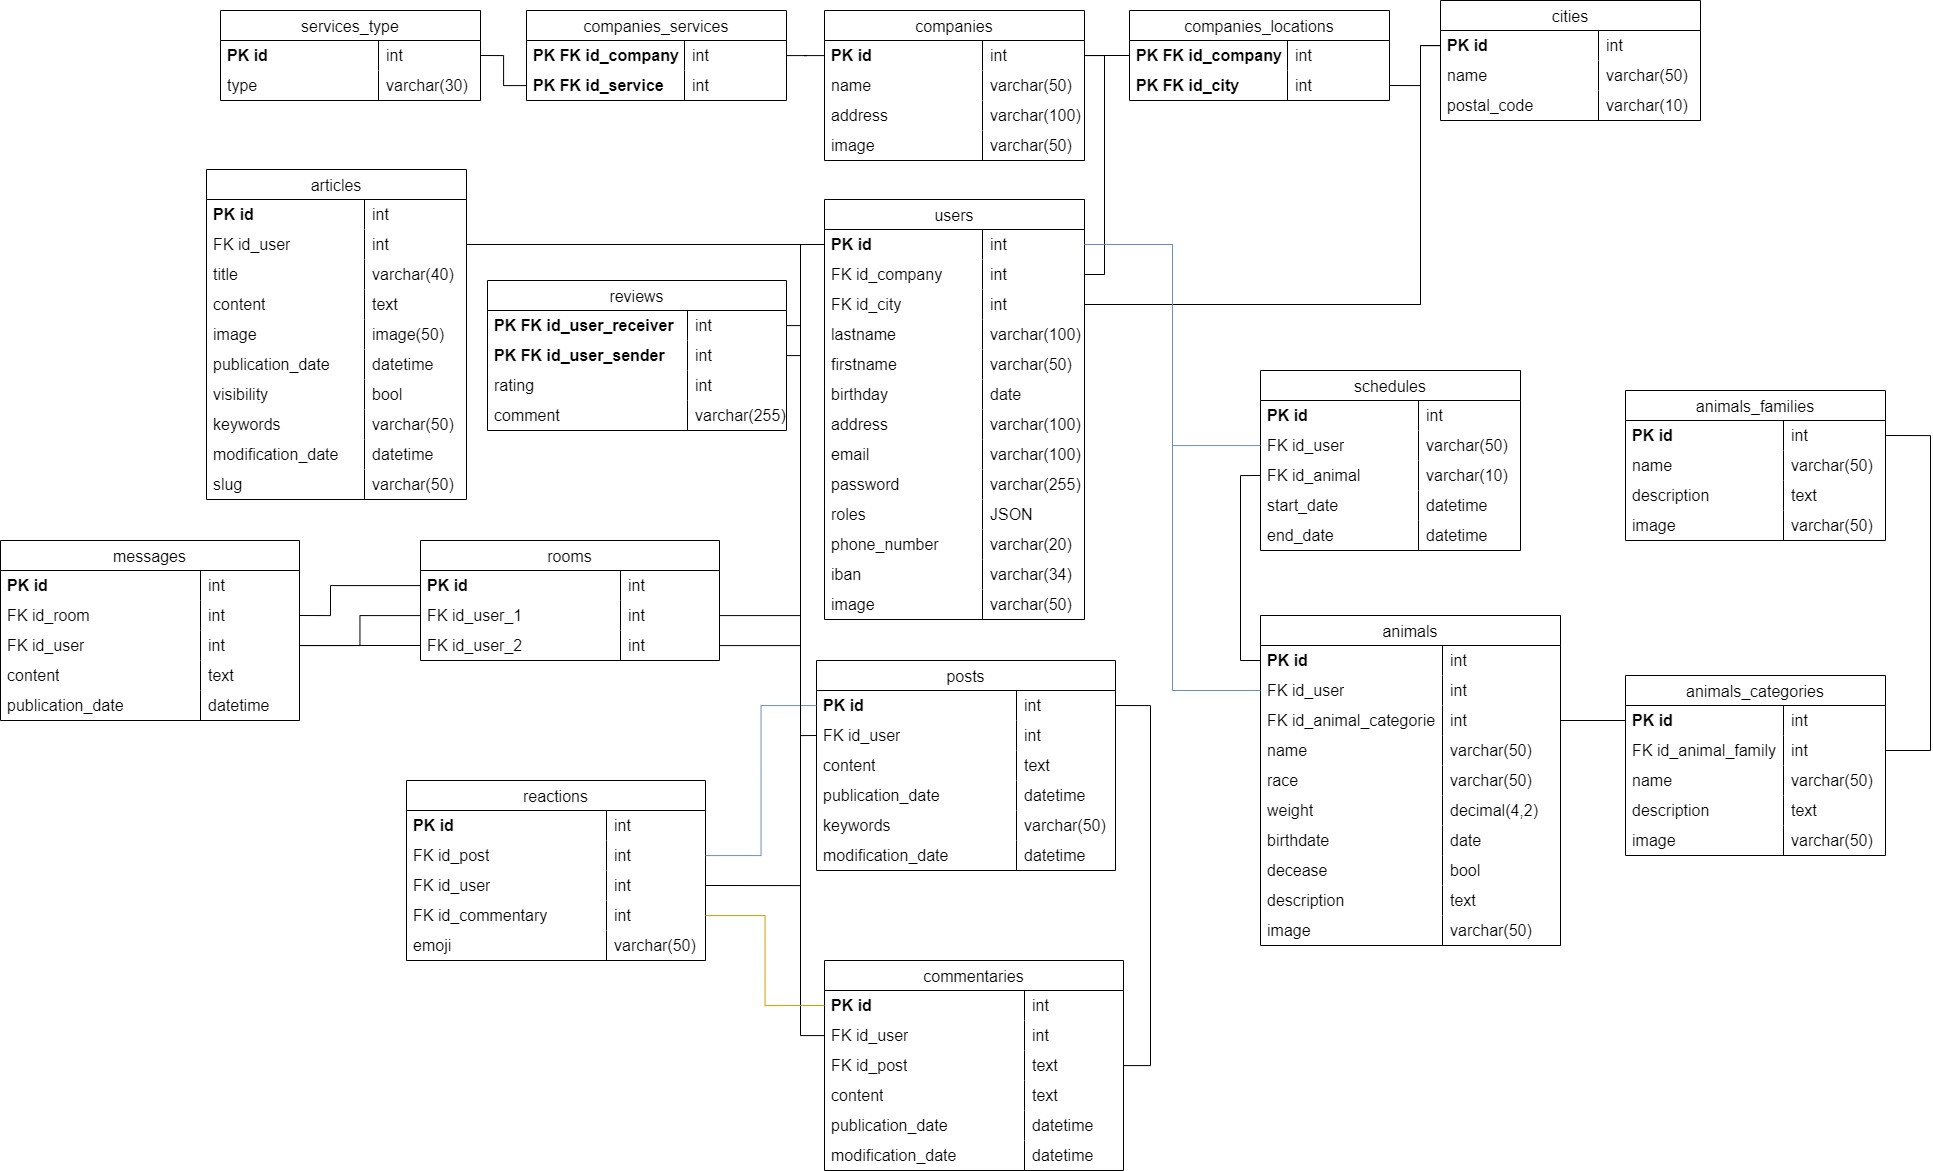 services_type
PK id int
type varchar(30)
companies_services
PK FK id_company int
PK FK id_service int
companies
PK id int
name varchar(50)
address varchar(100)
image varchar(50)
companies_locations
PK FK id_company int
PK FK id_city int
cities
PK id int
name varchar(50)
postal_code varchar(10)
articles
PK id int
FK id_user int
title varchar(40)
content text
image image(50)
publication_date datetime
visibility bool
keywords varchar(50)
modification_date datetime
slug varchar(50)
reviews
PK FK id_user_receiver int
PK FK id_user_sender int
rating int
comment varchar(255)
users
PK id int
FK id_company int
FK id_city int
lastname varchar(100)
firstname varchar(50)
birthday date
address varchar(100)
email varchar(100)
password varchar(255)
roles JSON
phone_number varchar(20)
iban varchar(34)
image varchar(50)
schedules
PK id int
FK id_user varchar(50)
FK id_animal varchar(10)
start_date datetime
end_date datetime
animals_families
PK id int
name varchar(50)
description text
image varchar(50)
messages
PK id int
FK id_room int
FK id_user int
content text
publication_date datetime
rooms
PK id int
FK id_user_1 int
FK id_user_2 int
posts
PK id int
FK id_user int
content text
publication_date datetime
keywords varchar(50)
modification_date datetime
animals
PK id int
FK id_user int
FK id_animal_categorie int
name varchar(50)
race varchar(50)
weight decimal(4,2)
birthdate date
decease bool
description text
image varchar(50)
animals_categories
PK id int
FK id_animal_family int
name varchar(50)
description text
image varchar(50)
reactions
PK id int
FK id_post int
FK id_user int
FK id_commentary int
emoji varchar(50)
commentaries
PK id int
FK id_user int
FK id_post text
content text
publication_date datetime
modification_date datetime